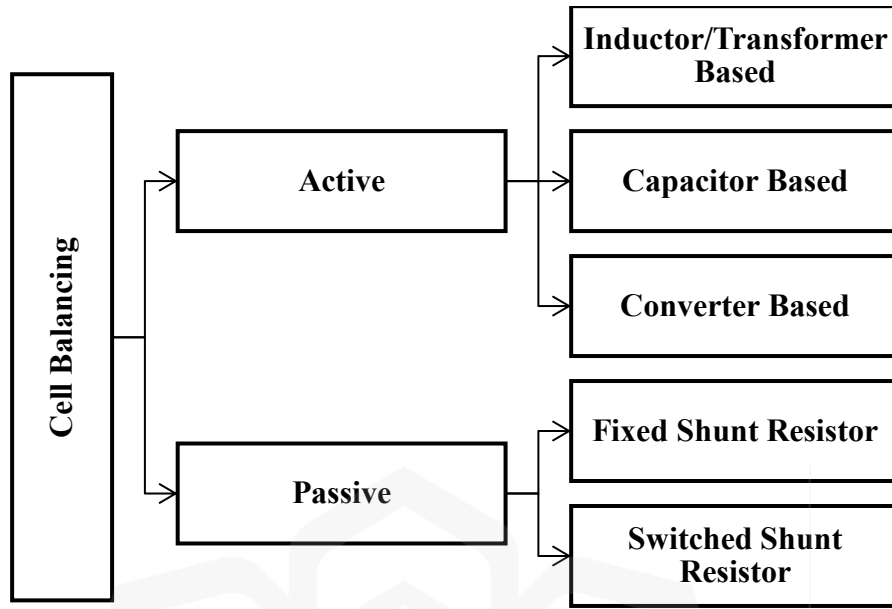 Cell Balancing
Active
Inductor/Transformer
Based
Capacitor Based
Converter Based
Passive
Fixed Shunt Resistor
Switched Shunt
Resistor